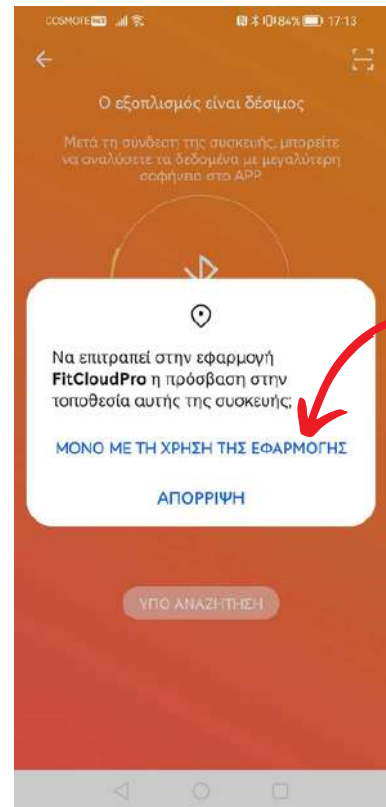 COSMOTE 84% 17:13
Ο εξοπλισμός είναι δέσιμος
Μετά τη σύνδεση της συσκευής, μπορείτε
να αναλύσετε τα δεδομένα με μεγαλύτερη
σαφήνεια στο APP
Να επιτραπεί στην εφαρμογή
FitCloudPro η πρόσβαση στην
τοποθεσία αυτής της συσκευής;
ΜΟΝΟ ΜΕ ΤΗ ΧΡΗΣΗ ΤΗΣ ΕΦΑΡΜΟΓΗΣ
ΑΠΟΡΡΙΨΗ
ΥΠΟ ΑΝΑΖΗΤΗΣΗ